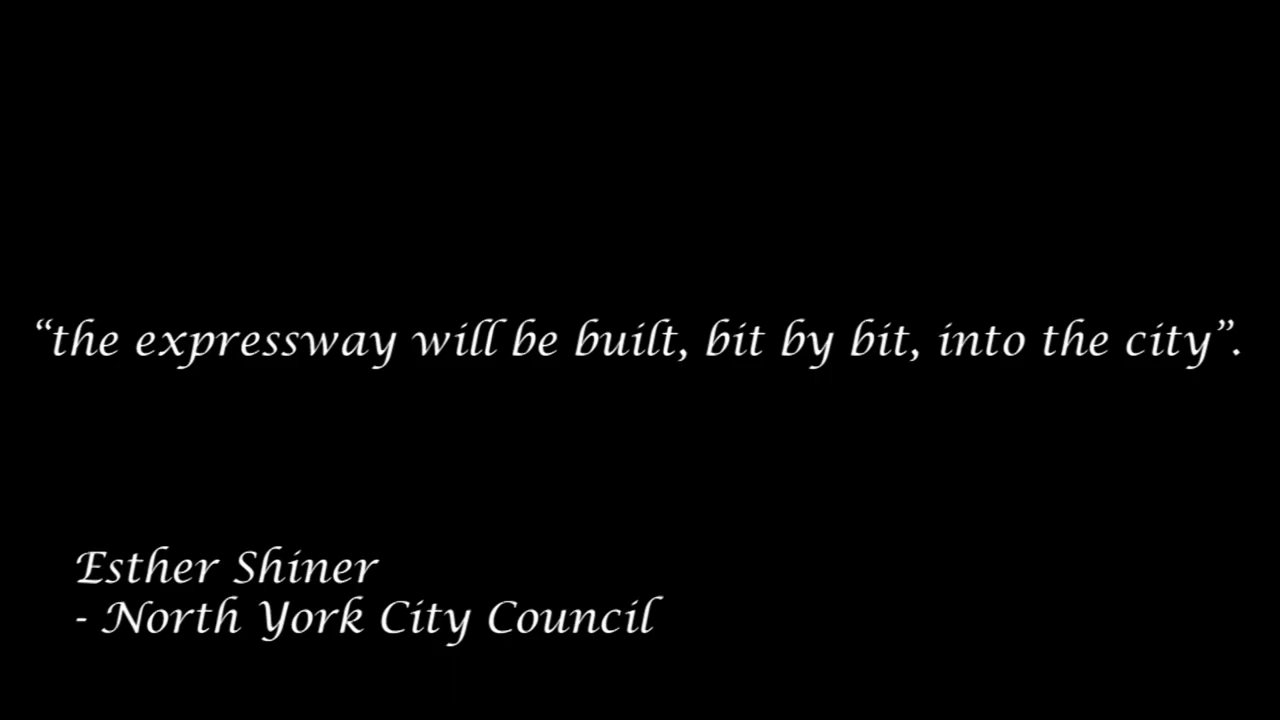 “the expressway will be built, bit by bit, into the city”.
Esther Shiner
- North York City Council